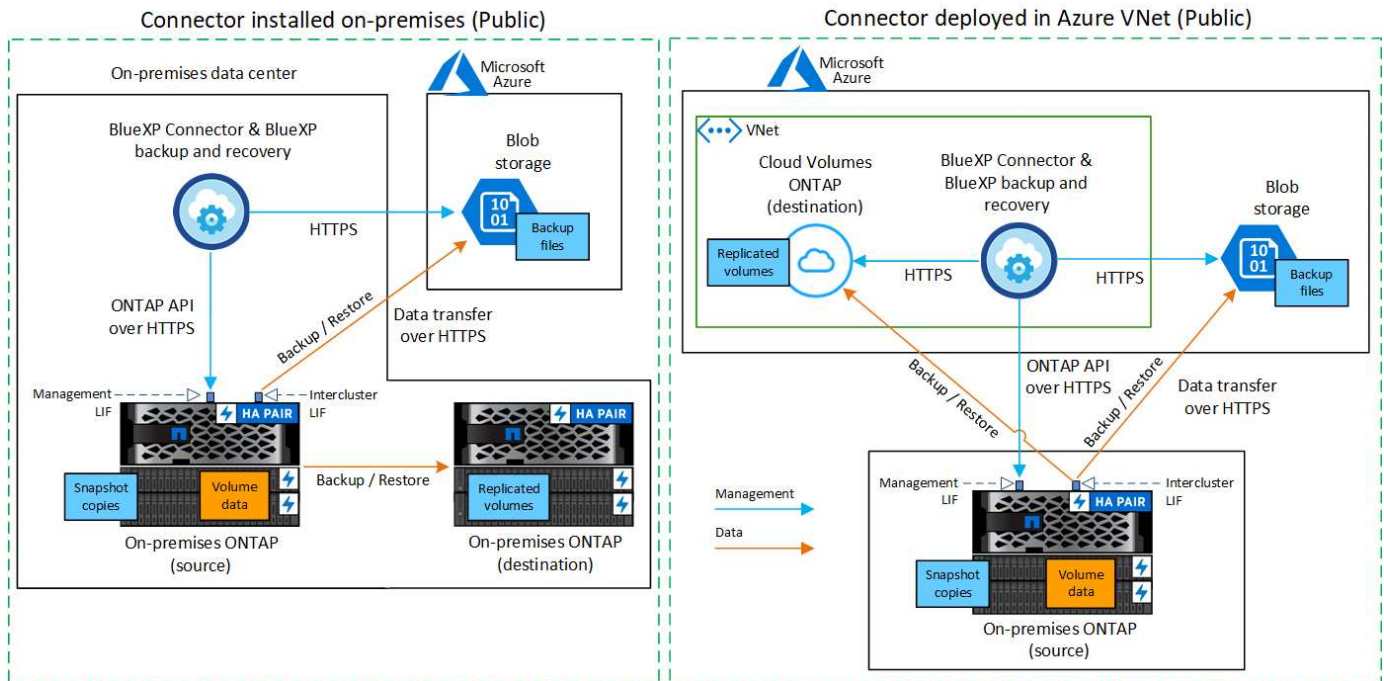 Connector installed on-premises (Public)
On-premises data center
Microsoft
Azure
BlueXP Connector & BlueXP
backup and recovery
Blob
storage
10
01
Backup
files
HTTPS
ONTAP API
over HTTPS
Backup / Restore
Data transfer
over HTTPS
Management
LIF
Intercluster
LIF
HA PAIR
HA PAIR
Snapshot
copies
Volume
data
Backup / Restore
Replicated
volumes
On-premises ONTAP
(source)
On-premises ONTAP
(destination)
Connector deployed in Azure VNet (Public)
Microsoft
Azure
VNet
Cloud Volumes
ONTAP
(destination)
BlueXP Connector &
BlueXP backup and
recovery
Blob
storage
Replicated
volumes
HTTPS
HTTPS
10
01
Backup
files
Backup / Restore
ONTAP API
over HTTPS
Backup / Restore
Data transfer
over HTTPS
Management
Data
Management
LIF
Intercluster
LIF
HA PAIR
Snapshot
copies
Volume
data
On-premises ONTAP
(source)